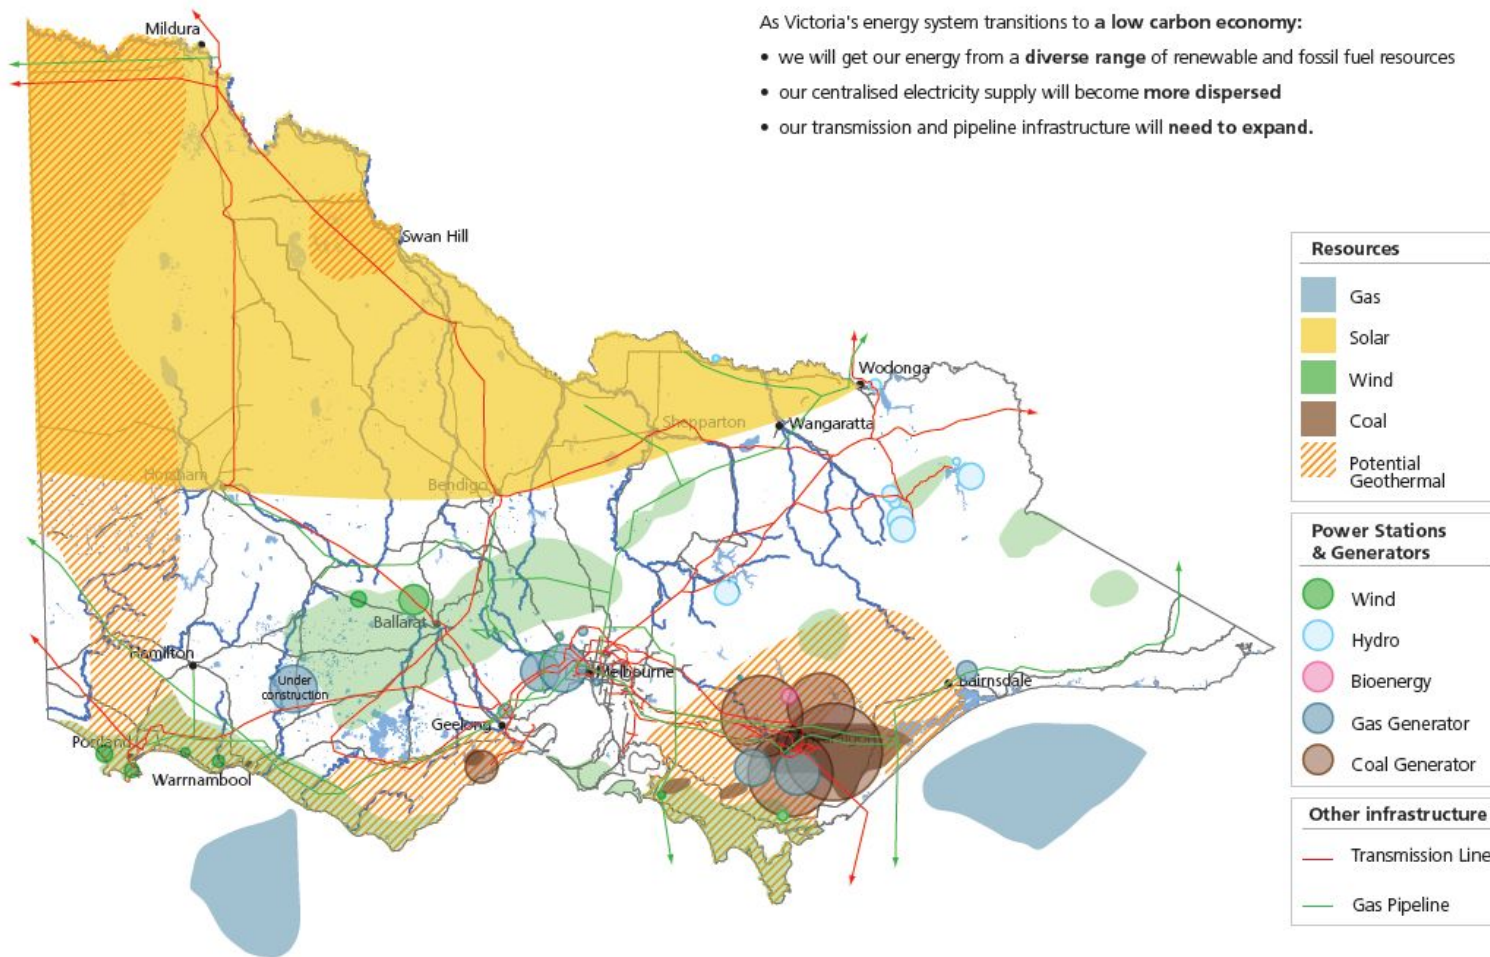 As Victoria's energy system transitions to a low carbon economy:
• we will get our energy from a diverse range of renewable and fossil fuel resources
• our centralised electricity supply will become more dispersed
• our transmission and pipeline infrastructure will need to expand.
Mildura
Swan Hill
Wodonga
Shepparton
Wangaratta
Horsham
Bendigo
Ballarat
Hamilton
Under
construction
Melbourne
Bairnsdale
Geelong
Portland
Warrnambool
Resources
Gas
Solar
Wind
Coal
Potential
Geothermal
Power Stations
& Generators
Wind
Hydro
Bioenergy
Gas Generator
Coal Generator
Other infrastructure
Transmission Line
Gas Pipeline